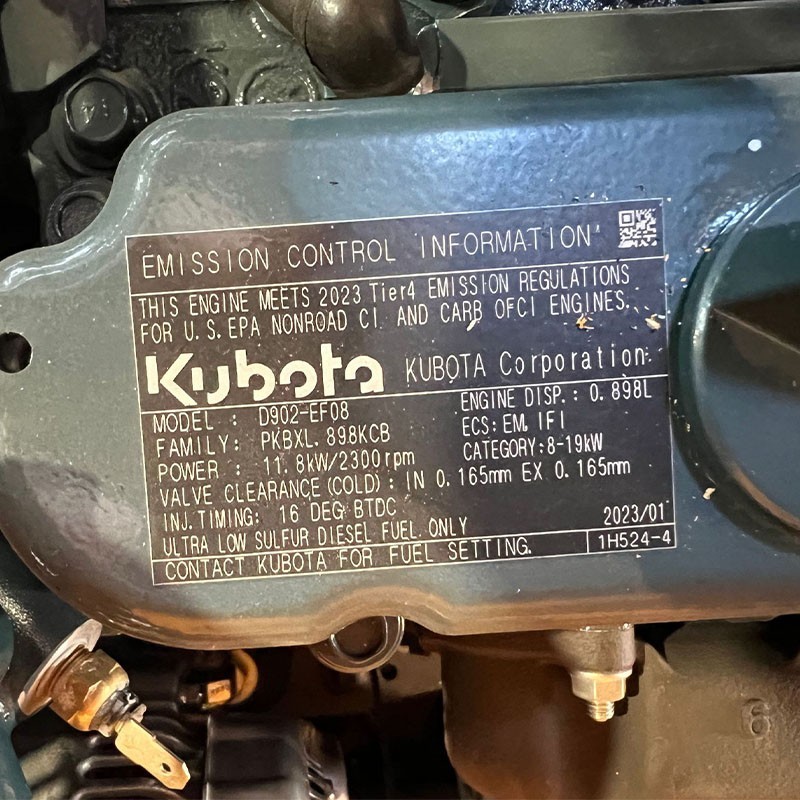 EMISSION CONTROL INFORMATION
THIS ENGINE MEETS 2023 Tier4 EMISSION REGULATIONS
FOR U.S.EPA NONROAD CI AND CARB OFCI ENGINES.
Kubota KUBOTA Corporation
MODEL : D902-EF08 ENGINE DISP.: 0.898L
FAMILY: PKBXL.898KCB ECS: EM, IFI
POWER : 11.8kW/2300rpm CATEGORY:8-19kW
VALVE CLEARANCE(COLD): IN 0.165mm EX 0.165mm
INJ.TIMING: 16 DEG BTDC
ULTRA LOW SULFUR DIESEL FUEL ONLY 2023/01
CONTACT KUBOTA FOR FUEL SETTING. 1H524-4
6